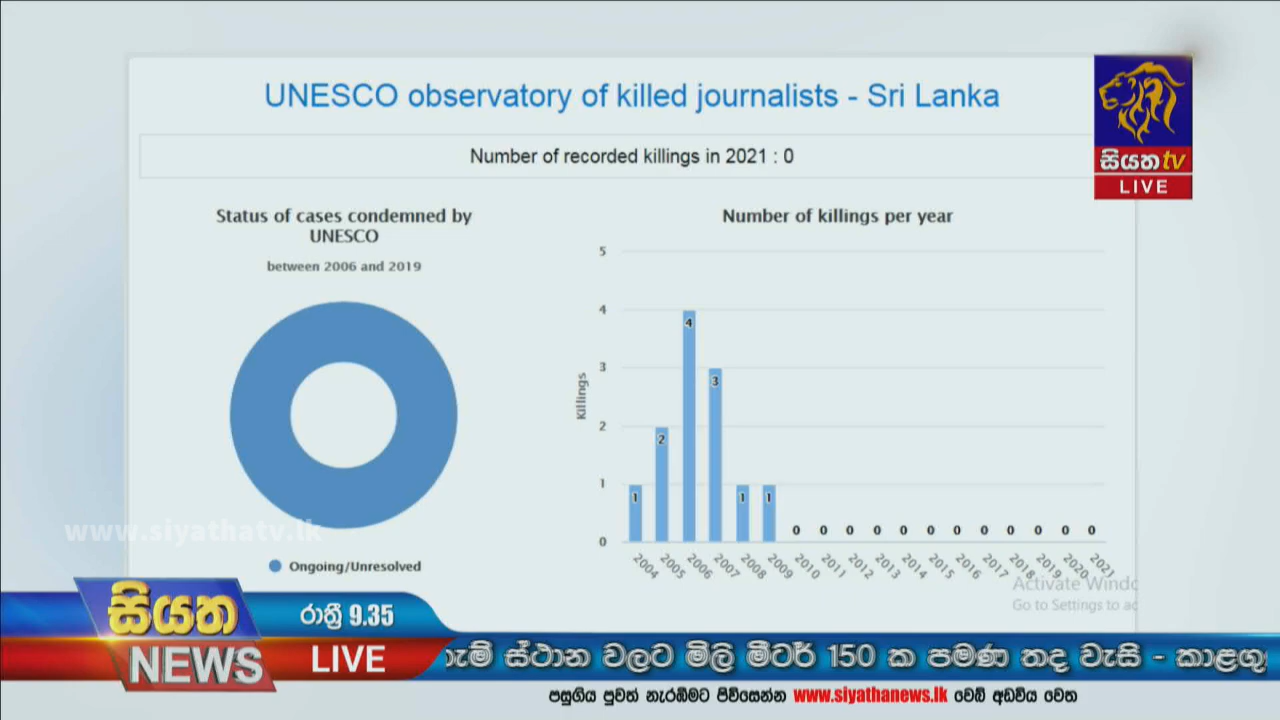 UNESCO observatory of killed journalists - Sri Lanka
Number of recorded killings in 2021 : 0
සියත tv
LIVE
Status of cases condemned by
UNESCO
between 2006 and 2019
Ongoing/Unresolved
Number of killings per year
Killings
5
4
3
2
1
0
1 2 4 3 1 1 0 0 0 0 0 0 0 0 0 0 0 0
2004 2005 2006 2007 2008 2009 2010 2011 2012 2013 2014 2015 2016 2017 2018 2019 2020 2021
Activate Windo
Go to Settings to ac
www.siyathatv.lk
සියත
NEWS
රාත්‍රී 9.35
LIVE
ස්ථාන වලට මිලි මීටර් 150 ක පමණ තද වැසි -
පසුගිය පුවත් නැරඹීමට පිවිසෙන්න www.siyathanews.lk වෙබ් අඩවිය වෙත